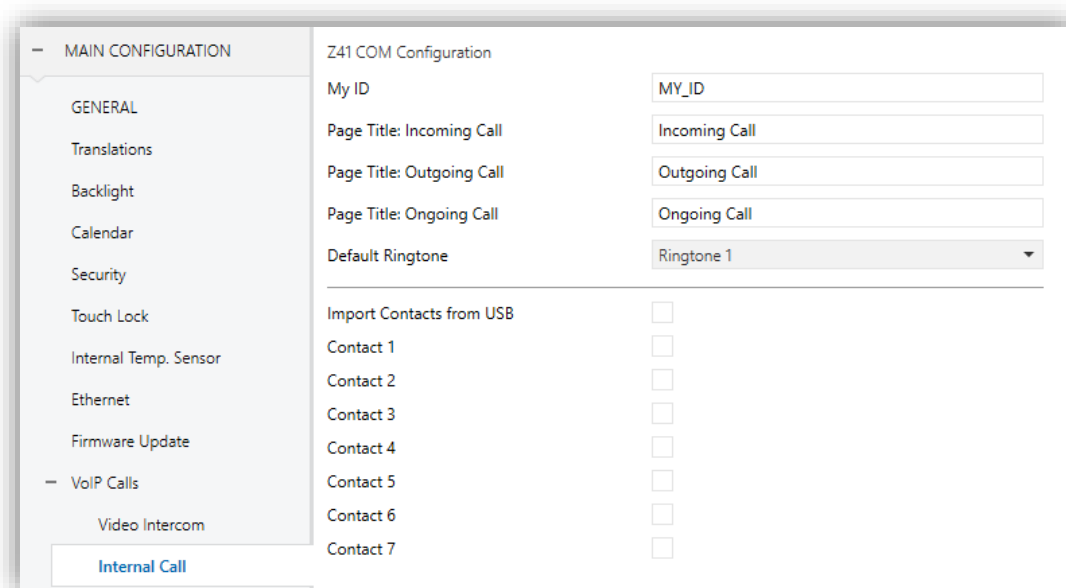 MAIN CONFIGURATION
GENERAL
Translations
Backlight
Calendar
Security
Touch Lock
Internal Temp. Sensor
Ethernet
Firmware Update
VoIP Calls
Video Intercom
Internal Call
Z41 COM Configuration
My ID MY_ID
Page Title: Incoming Call Incoming Call
Page Title: Outgoing Call Outgoing Call
Page Title: Ongoing Call Ongoing Call
Default Ringtone Ringtone 1
Import Contacts from USB
Contact 1
Contact 2
Contact 3
Contact 4
Contact 5
Contact 6
Contact 7